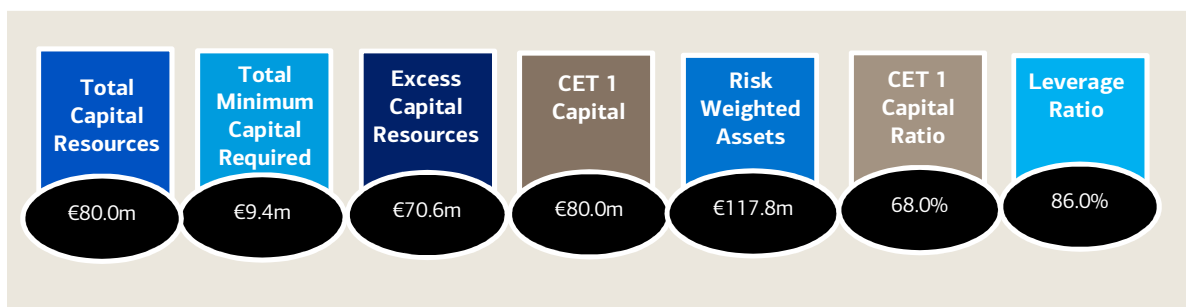 Total
Capital
Resources
€80.0m
Total
Minimum
Capital
Required
€9.4m
Excess
Capital
Resources
€70.6m
CET 1
Capital
€80.0m
Risk
Weighted
Assets
€117.8m
CET 1
Capital
Ratio
68.0%
Leverage
Ratio
86.0%